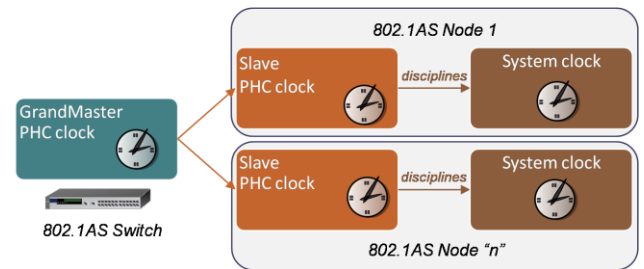 802.1AS Node 1
Slave
PHC clock
disciplines
System clock
GrandMaster
PHC clock
802.1AS Switch
Slave
PHC clock
disciplines
System clock
802.1AS Node “n”